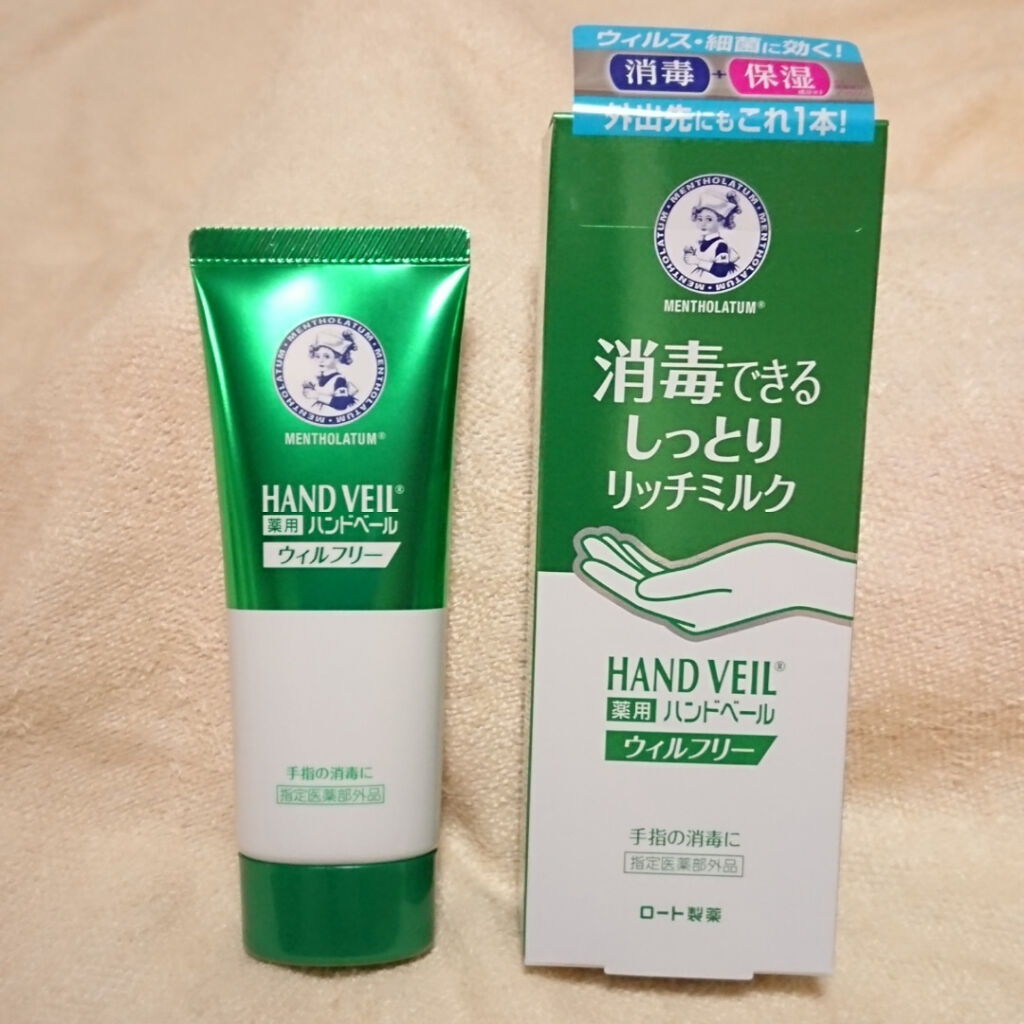 MENTHOLATUM・MENTHOLATUM・MENTHOLATUM
MENTHOLATUM®
HAND VEIL®
薬用 ハンドベール
ウィルフリー
手指の消毒に
指定医薬部外品
ウィルス・細菌に効く!
消毒+保湿
外出先にもこれ1本!
MENTHOLATUM・MENTHOLATUM・MENTHOLATUM
MENTHOLATUM®
消毒できる
しっとり
リッチミルク
HAND VEIL®
薬用 ハンドベール
ウィルフリー
手指の消毒に
指定医薬部外品
ロート製薬